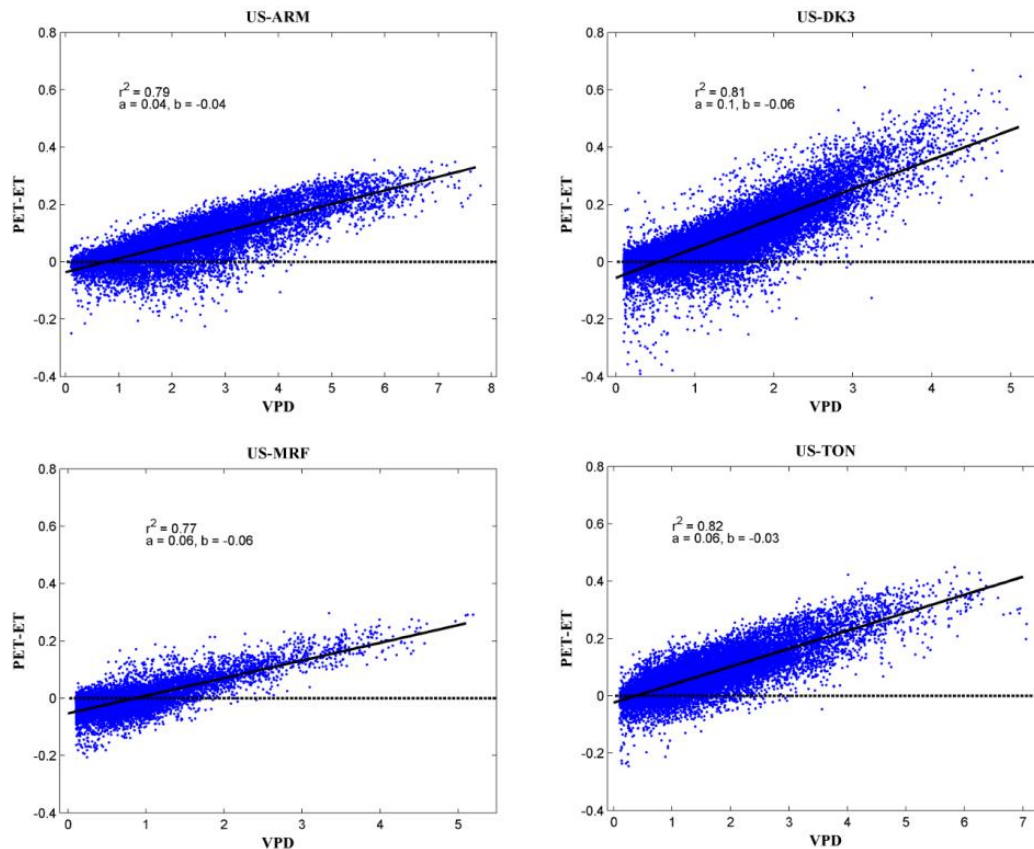 US-ARM
0.8
0.6
0.4
0.2
0
-0.2
-0.4
PET-ET
r2 = 0.79
a = 0.04, b = -0.04
0 1 2 3 4 5 6 7 8
VPD
US-DK3
0.8
0.6
0.4
0.2
0
-0.2
-0.4
PET-ET
r2 = 0.81
a = 0.1, b = -0.06
0 1 2 3 4 5
VPD
US-MRF
0.8
0.6
0.4
0.2
0
-0.2
-0.4
PET-ET
r2 = 0.77
a = 0.06, b = -0.06
0 1 2 3 4 5
VPD
US-TON
0.8
0.6
0.4
0.2
0
-0.2
-0.4
PET-ET
r2 = 0.82
a = 0.06, b = -0.03
0 1 2 3 4 5 6 7
VPD